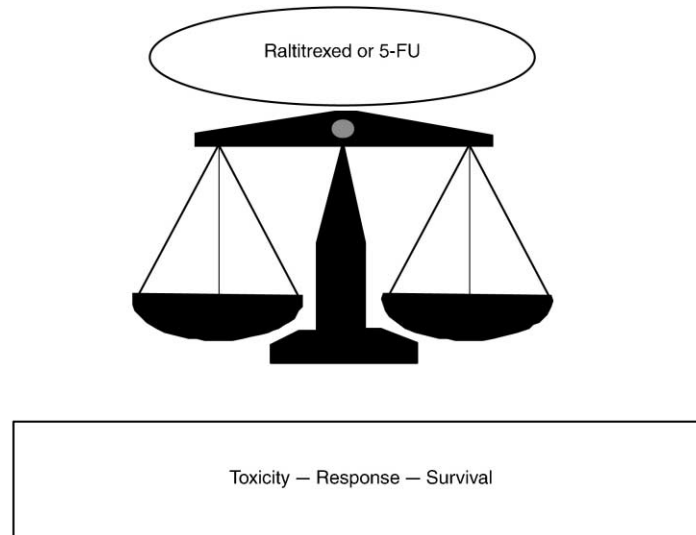 Raltitrexed or 5-FU
Toxicity — Response — Survival